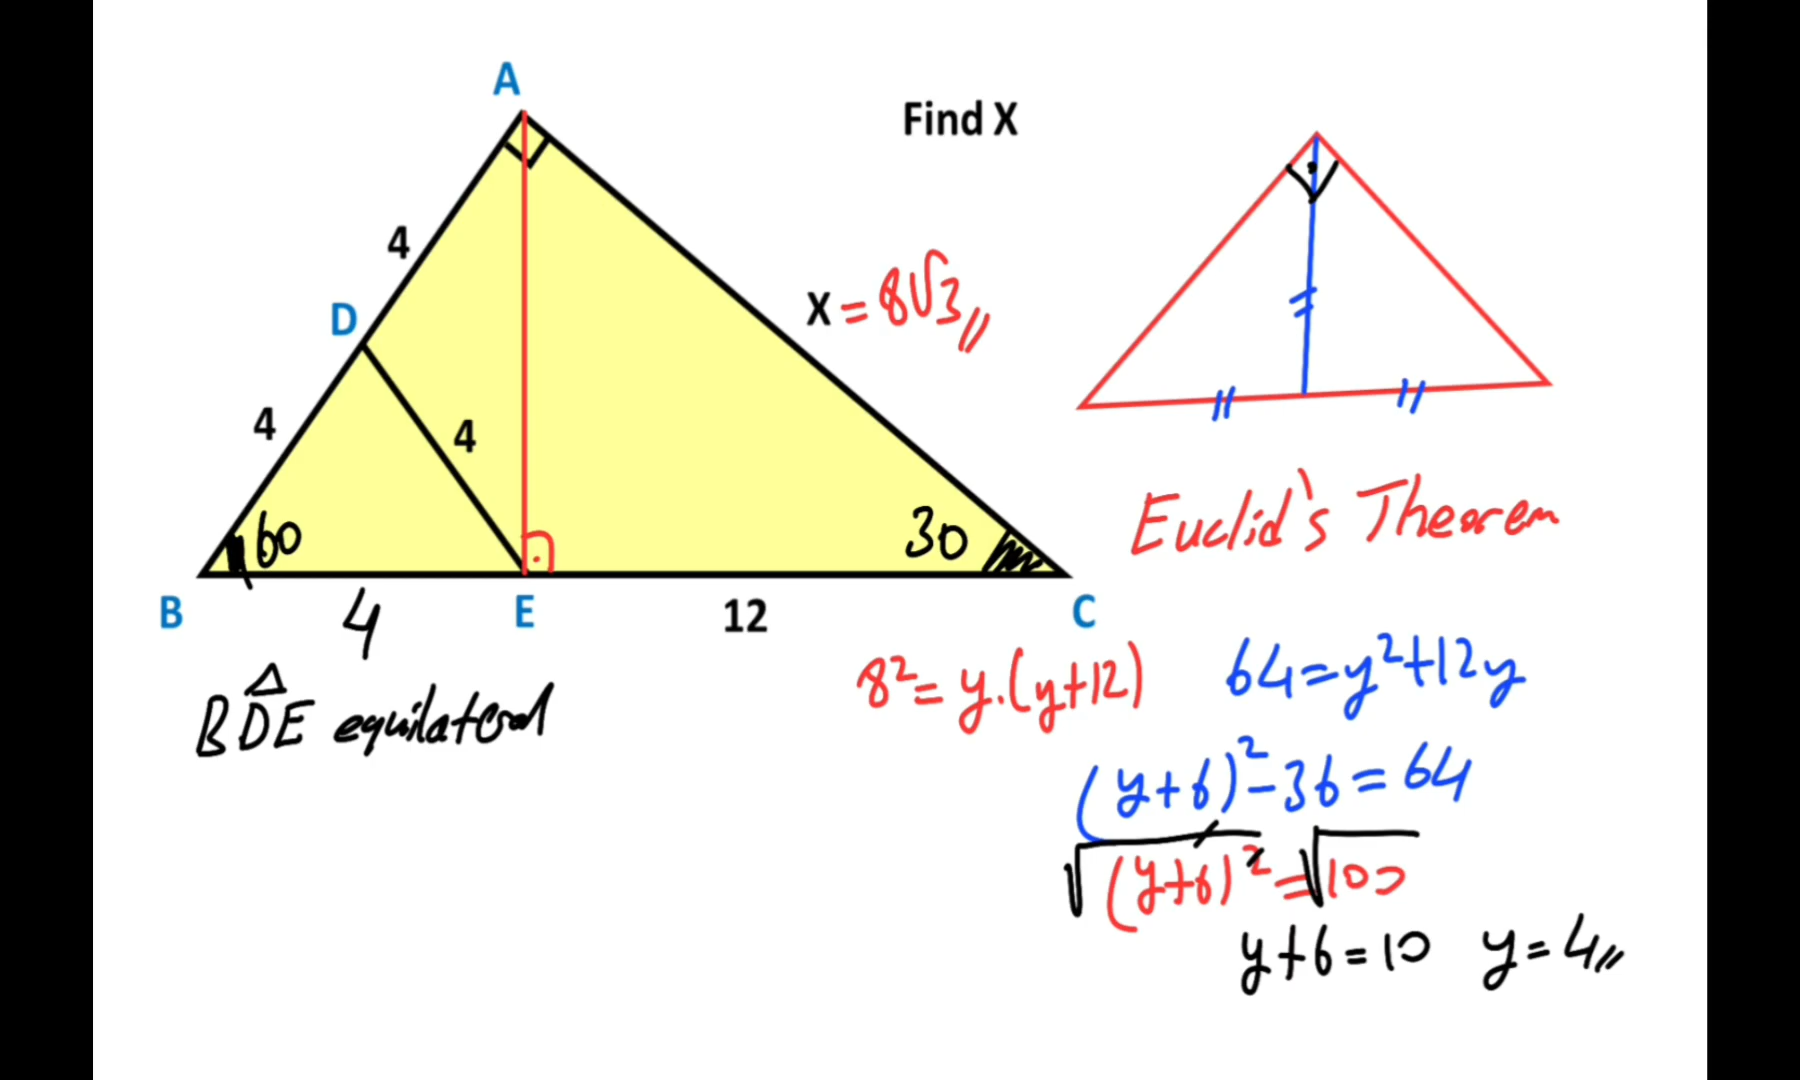 A
Find X
4
D
X = 8√3
4
4
60
30
Euclid's Theorem
B
4
E
12
C
8² = y.(y+12)
64 = y²+12y
BDE equilateral
(y+6)² - 36 = 64
√(y+6)² = √100
y+6 = 10
y = 4